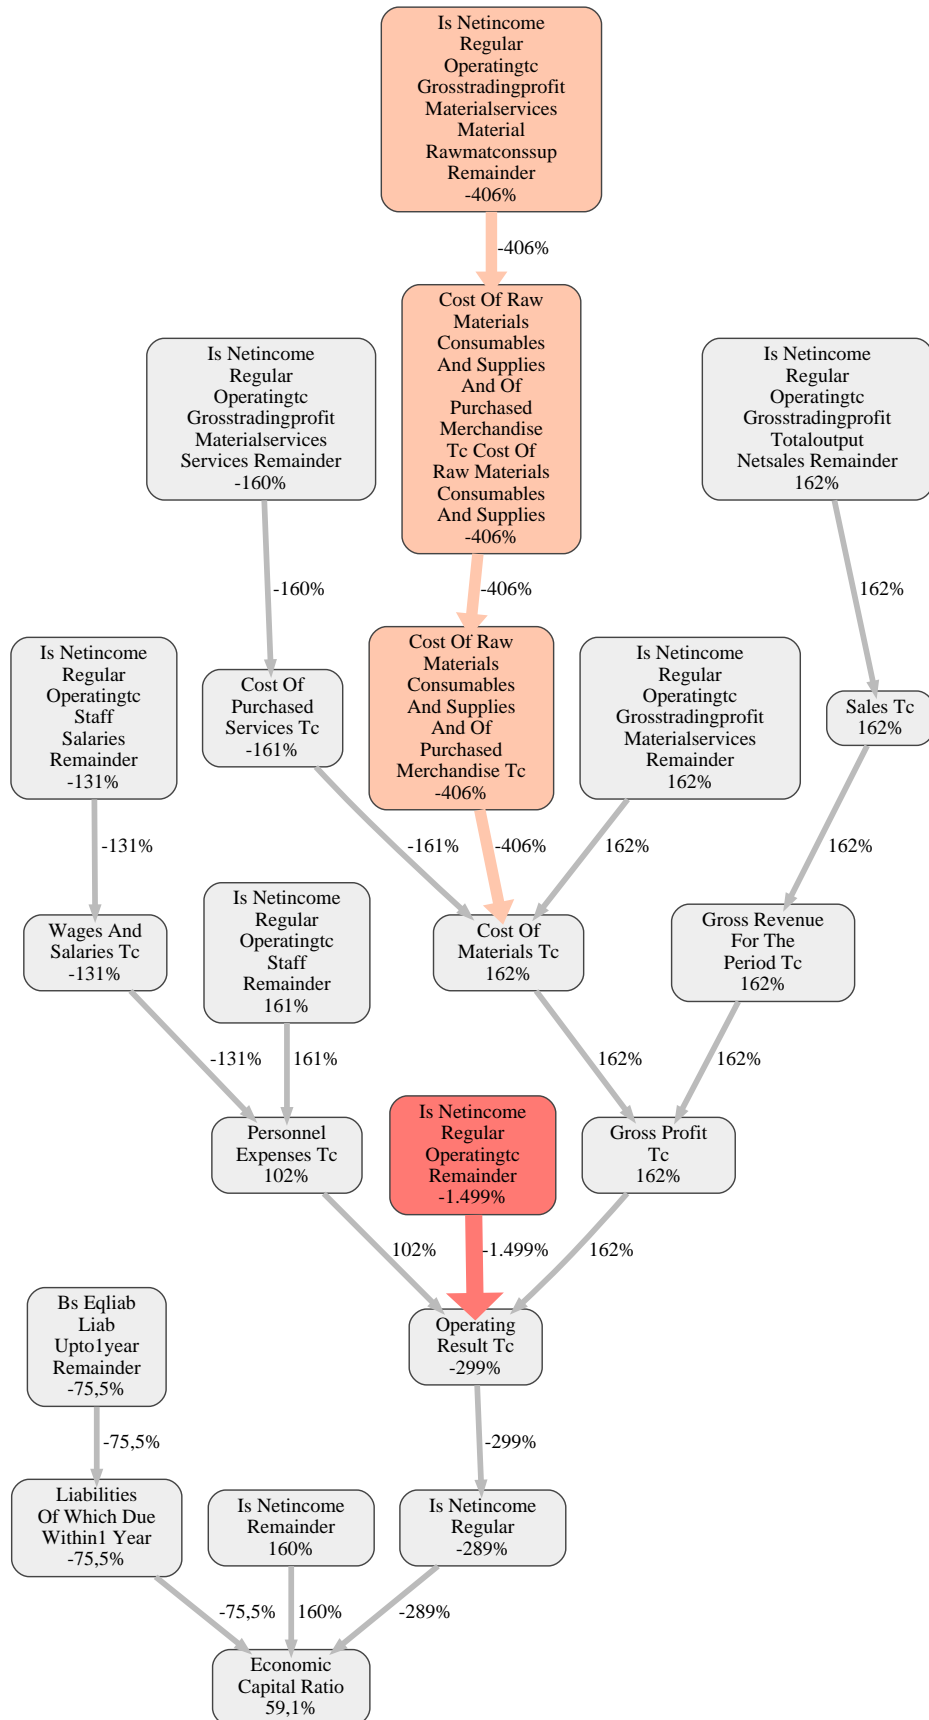 Is Netincome
Regular
Operatingtc
Grosstradingprofit
Materialservices
Material
Rawmatconssup
Remainder
-406%
-406%
Cost Of Raw
Materials
Consumables
And Supplies
And Of
Purchased
Merchandise
Tc Cost Of
Raw Materials
Consumables
And Supplies
-406%
Is Netincome
Regular
Operatingtc
Grosstradingprofit
Materialservices
Services Remainder
-160%
Is Netincome
Regular
Operatingtc
Grosstradingprofit
Totaloutput
Netsales Remainder
162%
-160%
-406%
162%
Is Netincome
Regular
Operatingtc
Staff
Salaries
Remainder
-131%
Cost Of
Purchased
Services Tc
-161%
Cost Of Raw
Materials
Consumables
And Supplies
And Of
Purchased
Merchandise Tc
-406%
Is Netincome
Regular
Operatingtc
Grosstradingprofit
Materialservices
Remainder
162%
Sales Tc
162%
-131%
-161%
-406%
162%
162%
Wages And
Salaries Tc
-131%
Is Netincome
Regular
Operatingtc
Staff
Remainder
161%
Cost Of
Materials Tc
162%
Gross Revenue
For The
Period Tc
162%
-131%
161%
162%
162%
Personnel
Expenses Tc
102%
Is Netincome
Regular
Operatingtc
Remainder
-1.499%
Gross Profit
Tc
162%
102%
-1.499%
162%
Bs Eqliab
Liab
Upto1year
Remainder
-75,5%
Operating
Result Tc
-299%
-75,5%
-299%
Liabilities
Of Which Due
Within1 Year
-75,5%
Is Netincome
Remainder
160%
Is Netincome
Regular
-289%
-75,5%
160%
-289%
Economic
Capital Ratio
59,1%